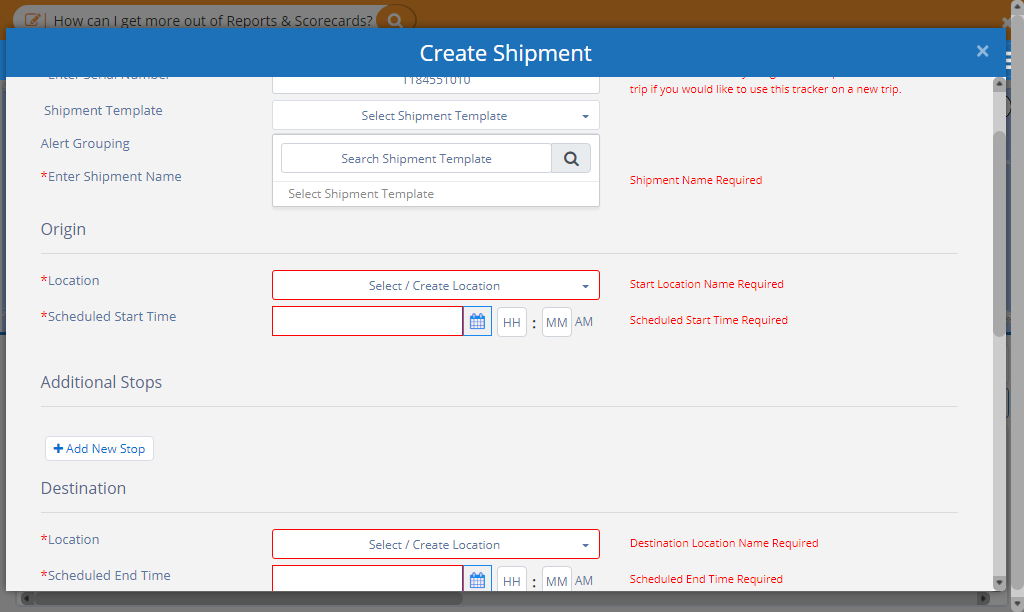 How can I get more out of Reports & Scorecards?
Create Shipment
×
Enter Serial Number
1184551010
trip if you would like to use this tracker on a new trip.
Shipment Template
Select Shipment Template
Alert Grouping
Search Shipment Template
*Enter Shipment Name
Shipment Name Required
Select Shipment Template
Origin
*Location
Select / Create Location
Start Location Name Required
*Scheduled Start Time
HH : MM AM
Scheduled Start Time Required
Additional Stops
+ Add New Stop
Destination
*Location
Select / Create Location
Destination Location Name Required
*Scheduled End Time
HH : MM AM
Scheduled End Time Required